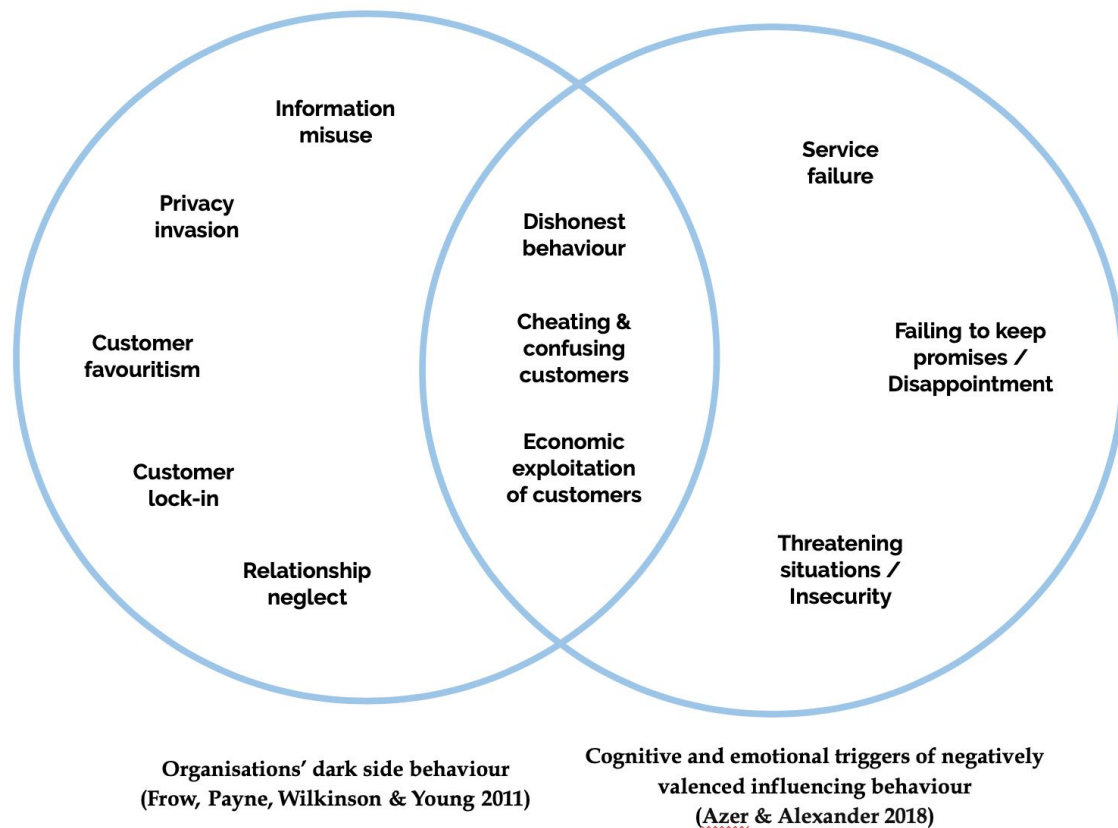 Information
misuse
Privacy
invasion
Customer
favouritism
Customer
lock-in
Relationship
neglect
Dishonest
behaviour
Cheating &
confusing
customers
Economic
exploitation
of customers
Service
failure
Failing to keep
promises /
Disappointment
Threatening
situations /
Insecurity
Organisations’ dark side behaviour
(Frow, Payne, Wilkinson & Young 2011)
Cognitive and emotional triggers of negatively
valenced influencing behaviour
(Azer & Alexander 2018)